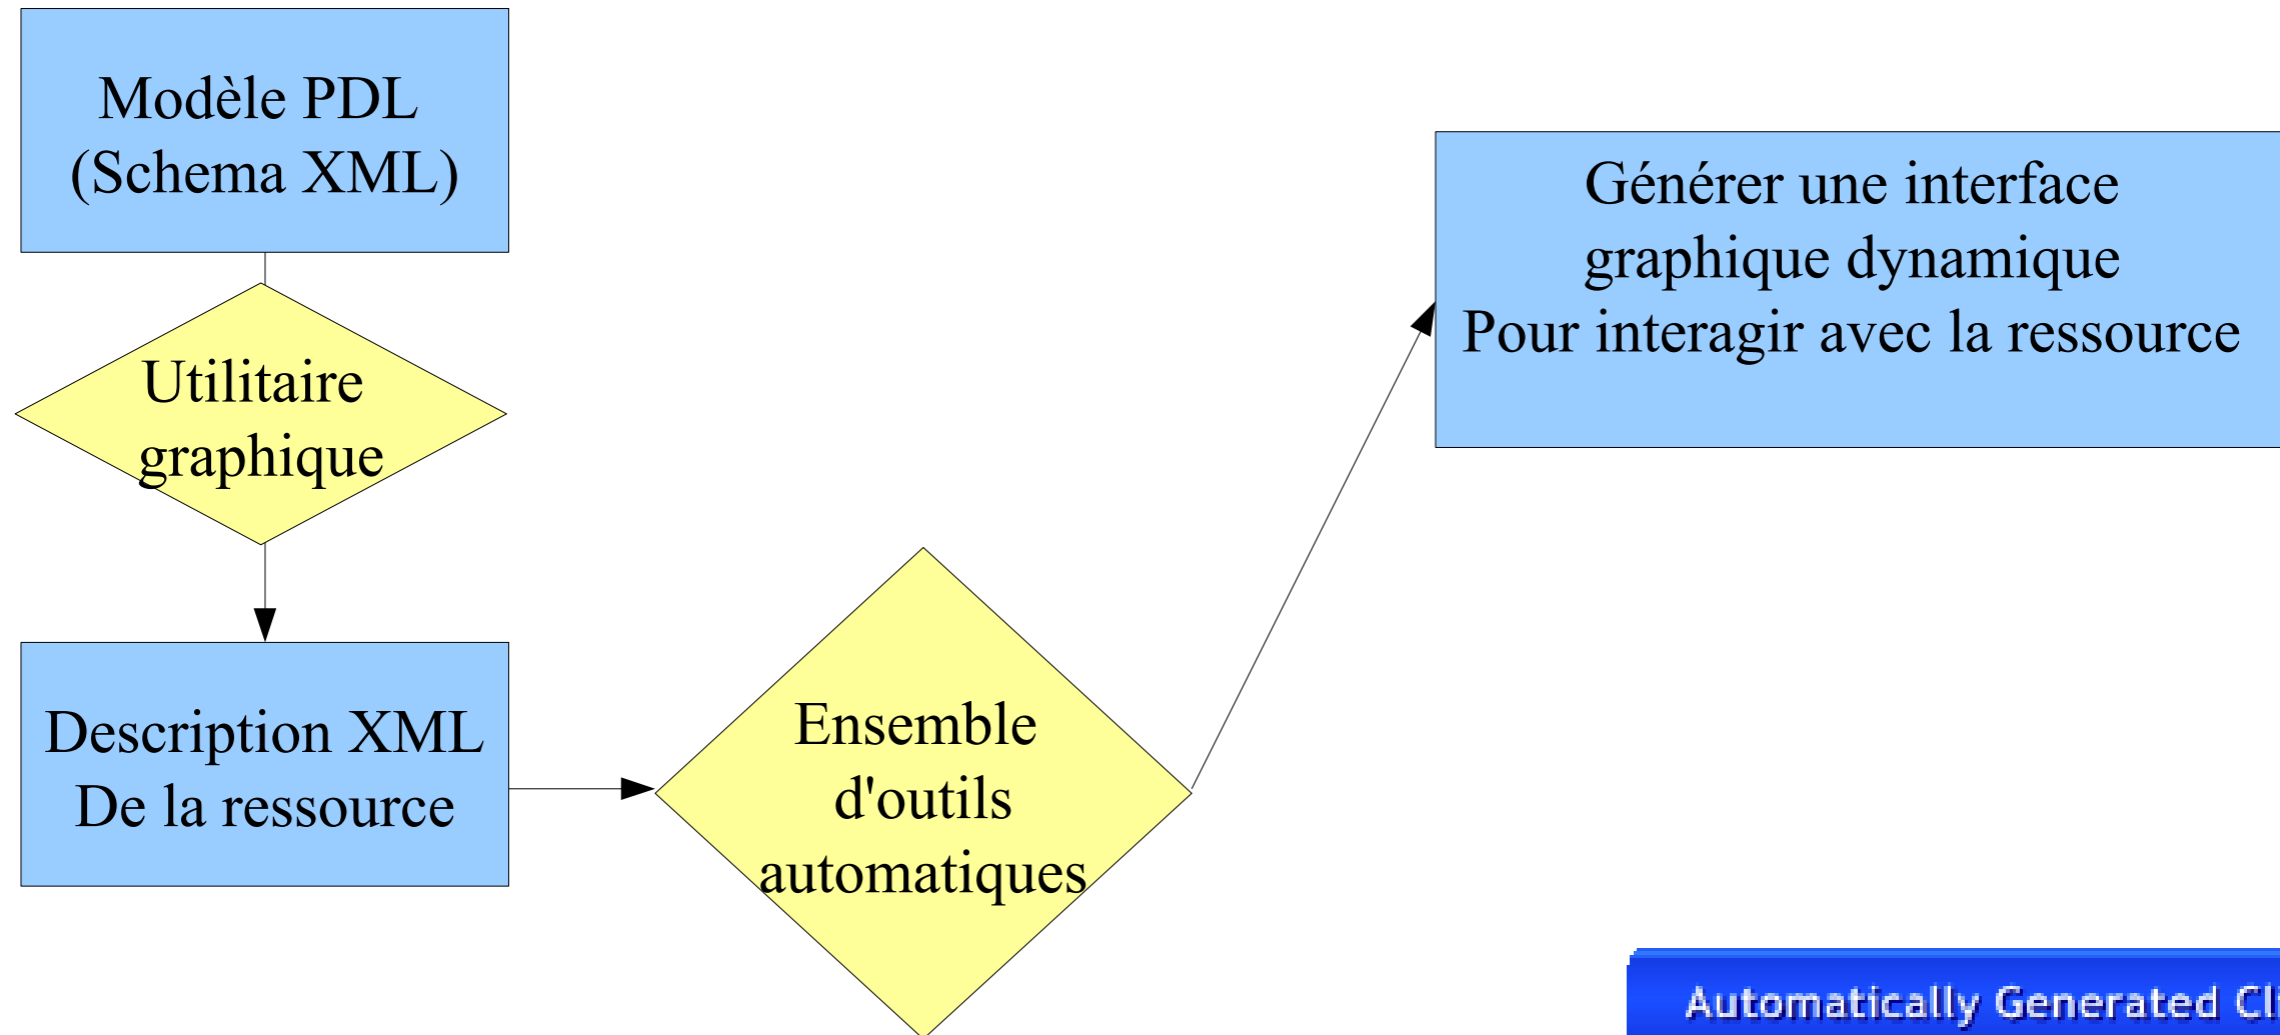 Modèle PDL
(Schema XML)
Utilitaire
graphique
Description XML
De la ressource
Ensemble
d'outils
automatiques
Générer une interface
graphique dynamique
Pour interagir avec la ressource
Automatically Generated